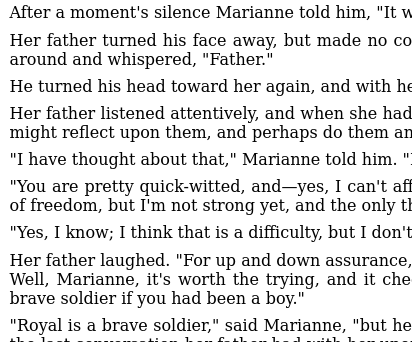 After a moment's silence Marianne told him, "It w
Her father turned his face away, but made no co
around and whispered, "Father."
He turned his head toward her again, and with he
Her father listened attentively, and when she had
might reflect upon them, and perhaps do them an
"I have thought about that," Marianne told him. "I
"You are pretty quick-witted, and—yes, I can't aff
of freedom, but I'm not strong yet, and the only th
"Yes, I know; I think that is a difficulty, but I don't
Her father laughed. "For up and down assurance,
Well, Marianne, it's worth the trying, and it che
brave soldier if you had been a boy."
"Royal is a brave soldier," said Marianne, "but he